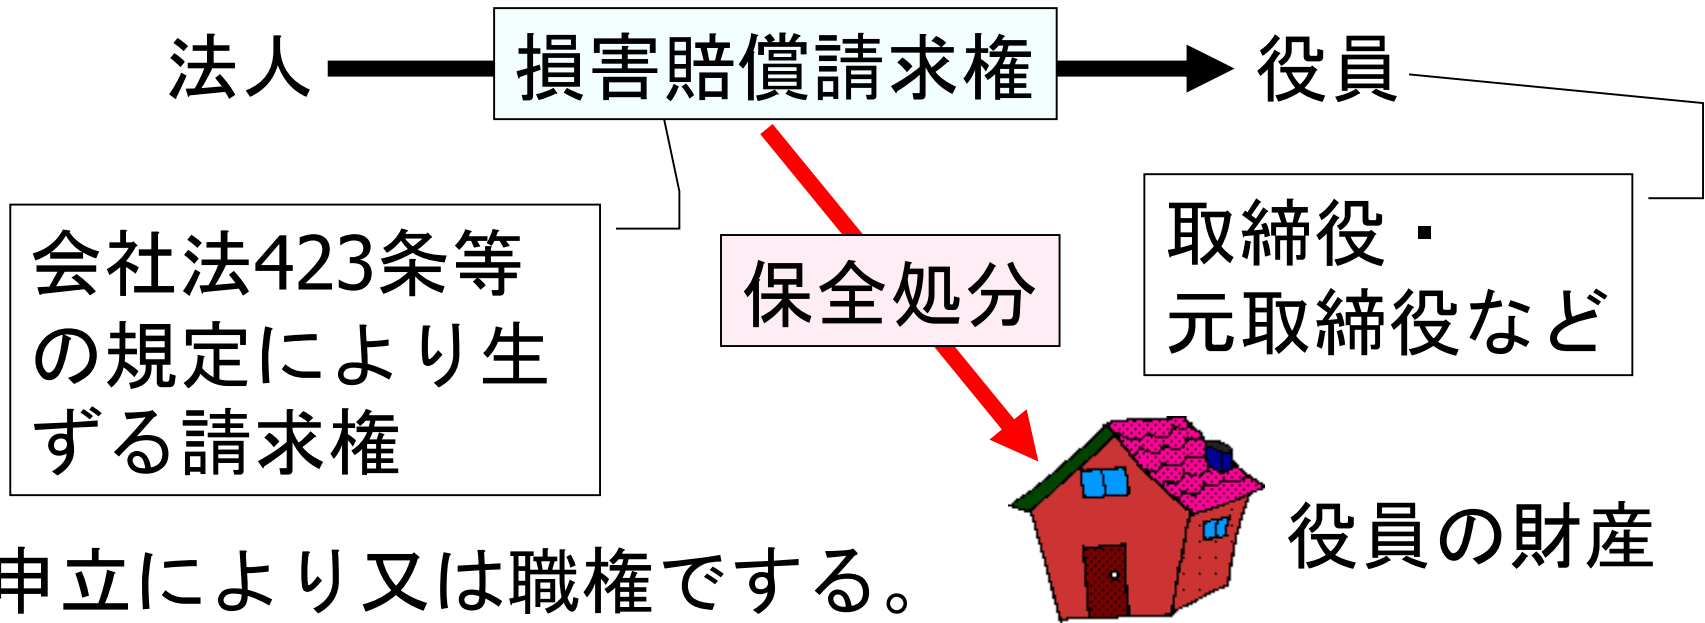 法人
損害賠償請求権
役員
会社法423条等
の規定により生
ずる請求権
保全処分
取締役・
元取締役など
役員の財産
申立により又は職権でする。